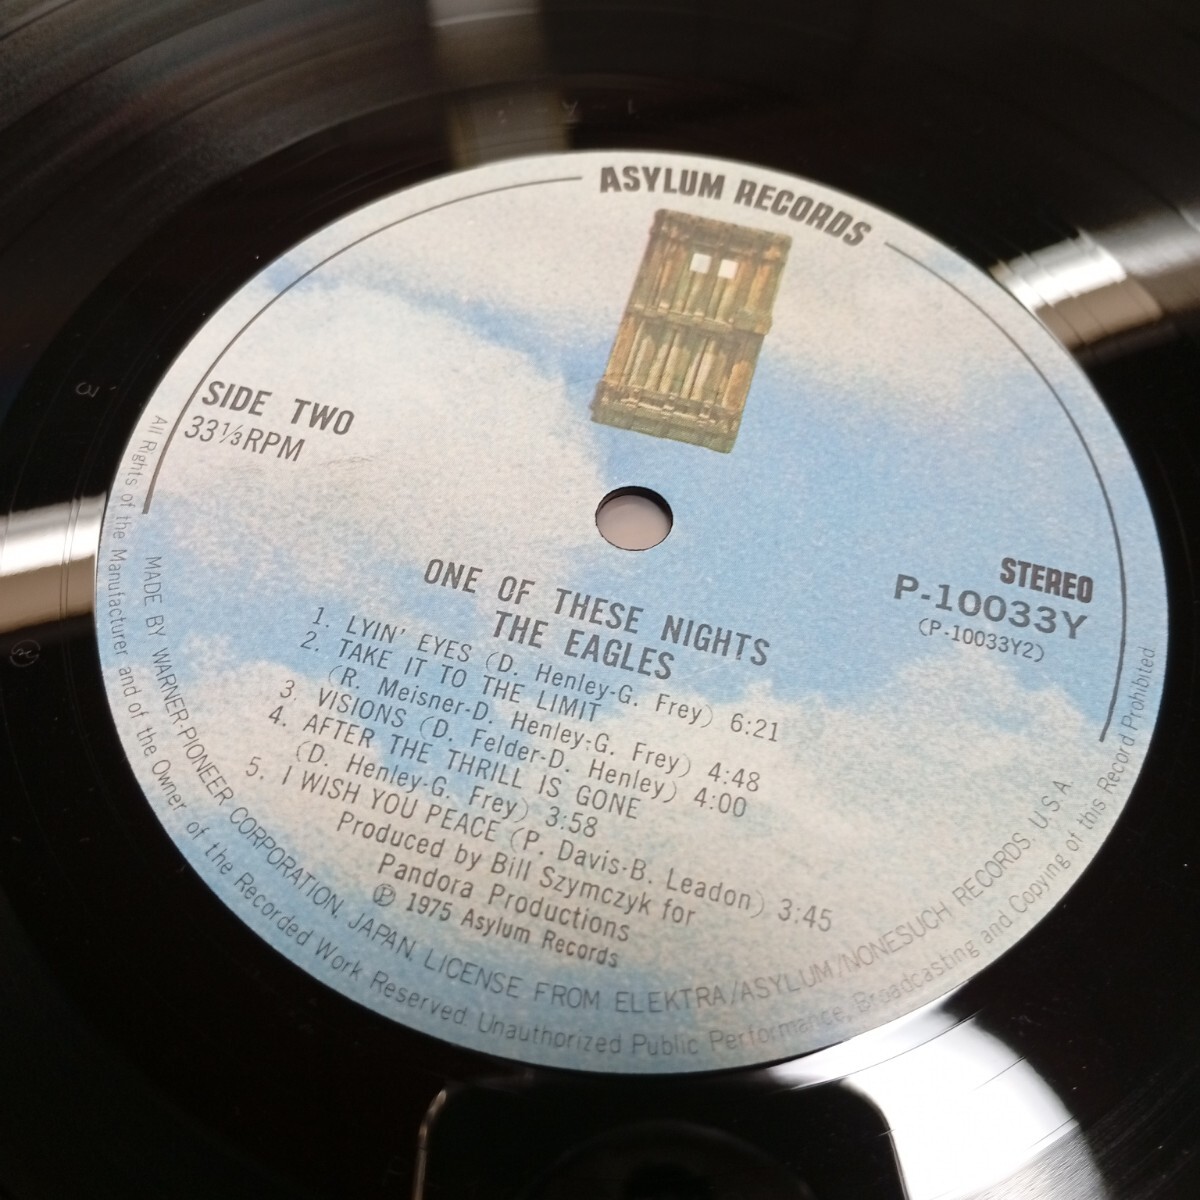 ASYLUM RECORDS
SIDE TWO
33⅓RPM
STEREO
P-10033Y
(P-10033Y2)
ONE OF THESE NIGHTS
THE EAGLES
1. LYIN' EYES (D. Henley-G. Frey) 6:21
2. TAKE IT TO THE LIMIT
(R. Meisner-D. Henley-G. Frey) 4:48
3. VISIONS (D. Felder-D. Henley) 4:00
4. AFTER THE THRILL IS GONE
(D. Henley-G. Frey) 3:58
5. I WISH YOU PEACE (P. Davis-B. Leadon) 3:45
Produced by Bill Szymczyk for
Pandora Productions
Ⓟ 1975 Asylum Records
MADE BY WARNER-PIONEER CORPORATION. JAPAN. LICENSE FROM ELEKTRA/ASYLUM/NONESUCH RECORDS. U.S.A.
All Rights of the Manufacturer and of the Owner of the Recorded Work Reserved. Unauthorized Public Performance, Broadcasting and Copying of this Record Prohibited
3